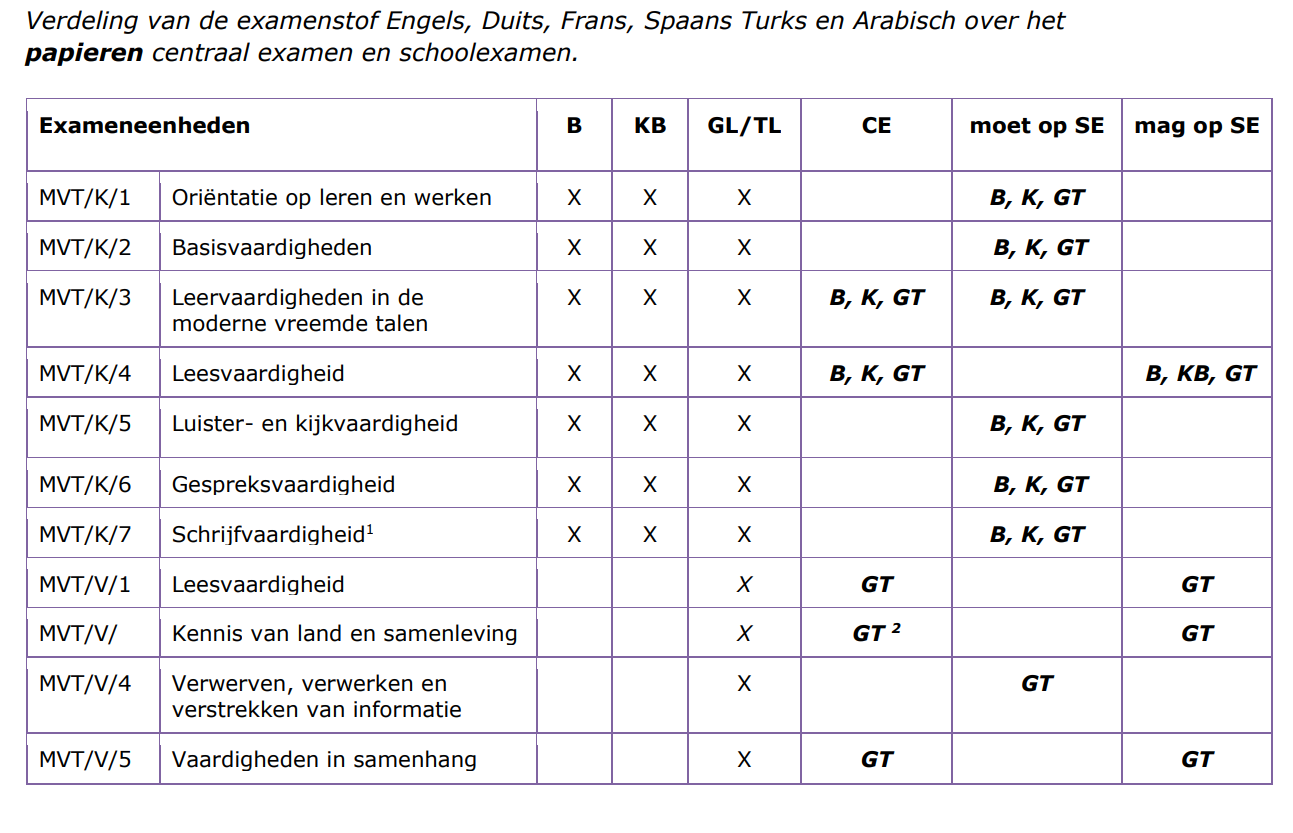 Verdeling van de examenstof Engels, Duits, Frans, Spaans Turks en Arabisch over het
papieren centraal examen en schoolexamen.
Exameneenheden B KB GL/TL CE moet op SE mag op SE
MVT/K/1 Oriëntatie op leren en werken X X X B, K, GT
MVT/K/2 Basisvaardigheden X X X B, K, GT
MVT/K/3 Leervaardigheden in de X X X B, K, GT B, K, GT
moderne vreemde talen
MVT/K/4 Leesvaardigheid X X X B, K, GT B, KB, GT
MVT/K/5 Luister- en kijkvaardigheid X X X B, K, GT
MVT/K/6 Gespreksvaardigheid X X X B, K, GT
MVT/K/7 Schrijfvaardigheid¹ X X X B, K, GT
MVT/V/1 Leesvaardigheid X GT GT
MVT/V/ Kennis van land en samenleving X GT ² GT
MVT/V/4 Verwerven, verwerken en X GT
verstrekken van informatie
MVT/V/5 Vaardigheden in samenhang X GT GT